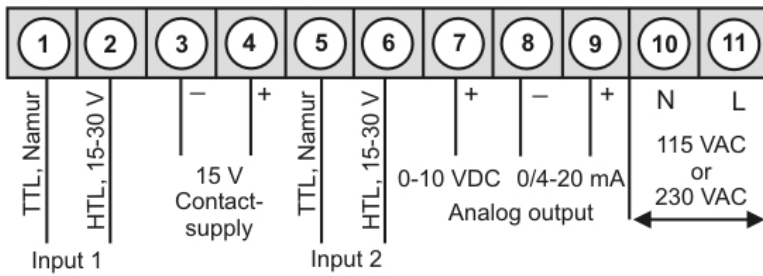 1 2 3 4 5 6 7 8 9 10 11
− + + − + N L
TTL, Namur
HTL, 15-30 V
15 V
Contact-
supply
TTL, Namur
HTL, 15-30 V
0-10 VDC 0/4-20 mA
Analog output
115 VAC
or
230 VAC
Input 1 Input 2